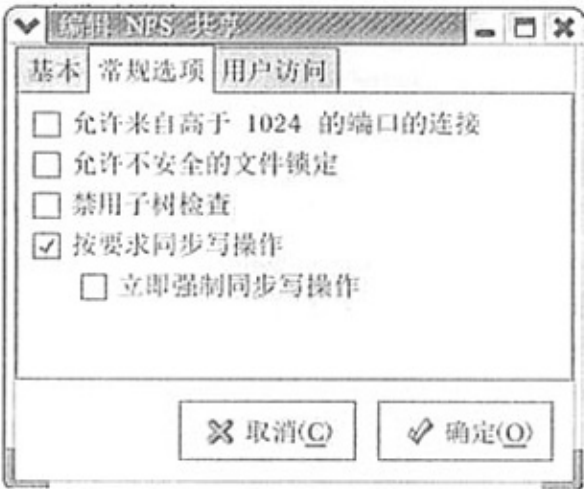 编辑 NFS 共享
基本 常规选项 用户访问
允许来自高于 1024 的端口的连接
允许不安全的文件锁定
禁用子树检查
按要求同步写操作
立即强制同步写操作
取消(C) 确定(O)